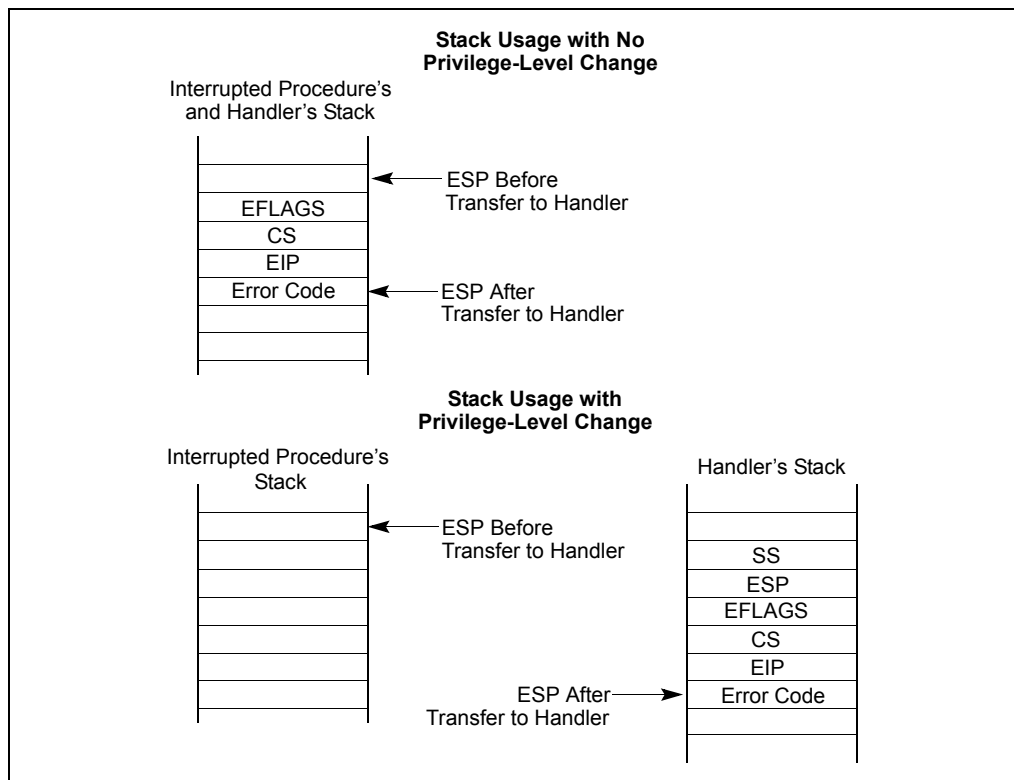 Stack Usage with No
Privilege-Level Change
Interrupted Procedure's
and Handler's Stack
ESP Before
Transfer to Handler
EFLAGS
CS
EIP
Error Code
ESP After
Transfer to Handler
Stack Usage with
Privilege-Level Change
Interrupted Procedure's
Stack
Handler's Stack
ESP Before
Transfer to Handler
SS
ESP
EFLAGS
CS
EIP
ESP After
Transfer to Handler
Error Code